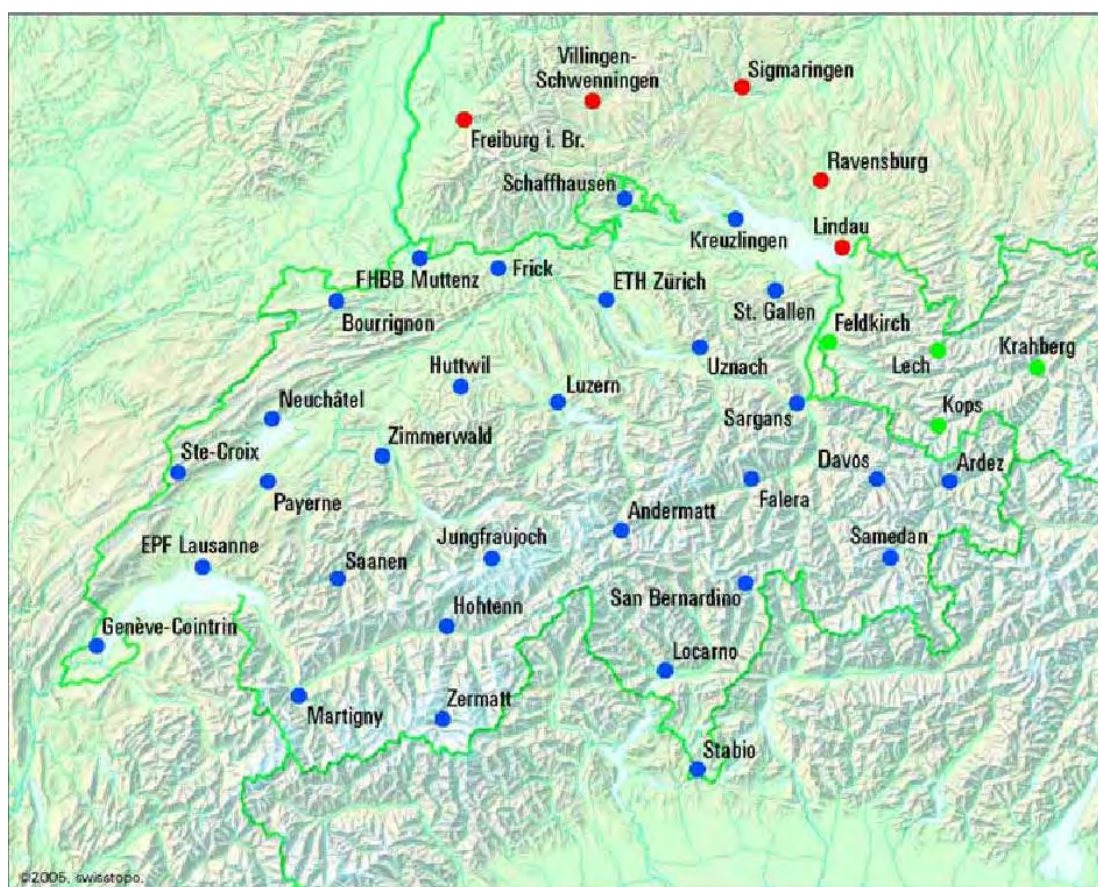 Villingen-
Schwenningen
Sigmaringen
Freiburg i. Br.
Ravensburg
Schaffhausen
Kreuzlingen
Lindau
FHBB Muttenz
Frick
ETH Zürich
St. Gallen
Bourrignon
Feldkirch
Lech
Krahberg
Uznach
Huttwil
Luzern
Neuchâtel
Sargans
Kops
Zimmerwald
Ste-Croix
Davos
Ardez
Payerne
Falera
Andermatt
EPF Lausanne
Jungfraujoch
Samedan
Saanen
San Bernardino
Hohtenn
Genève-Cointrin
Locarno
Martigny
Zermatt
Stabio
©2005, swisstopo.